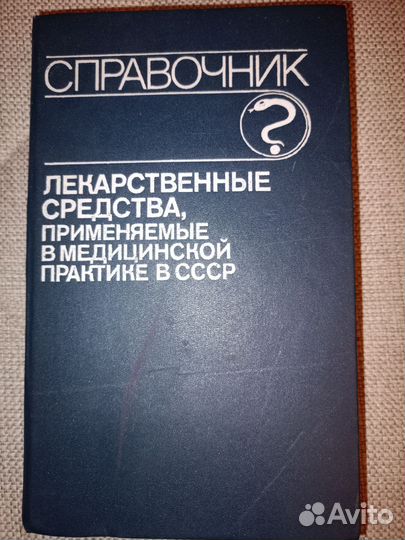 СПРАВОЧНИК
ЛЕКАРСТВЕННЫЕ
СРЕДСТВА,
ПРИМЕНЯЕМЫЕ
В МЕДИЦИНСКОЙ
ПРАКТИКЕ В СССР
Avito